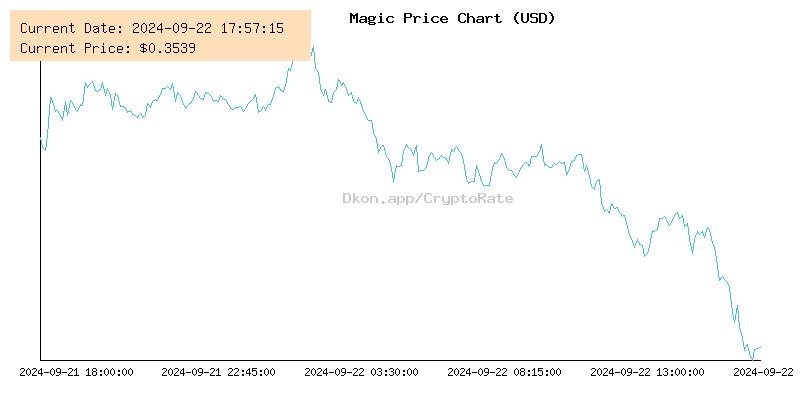 Magic Price Chart (USD)
Current Date: 2024-09-22 17:57:15
Current Price: $0.3539
Dkon.app/CryptoRate
2024-09-21 18:00:00 2024-09-21 22:45:00 2024-09-22 03:30:00 2024-09-22 08:15:00 2024-09-22 13:00:00 2024-09-22